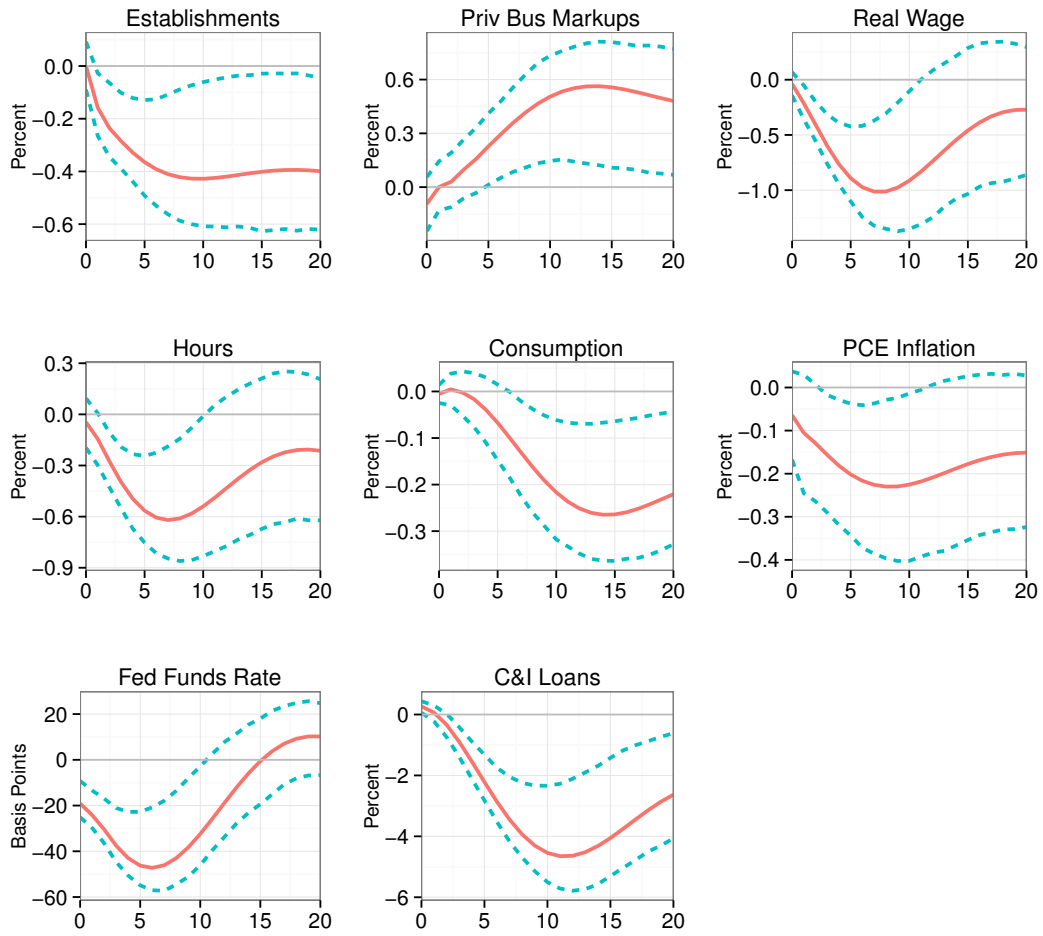 Establishments Priv Bus Markups Real Wage
Percent
0.0
−0.2
−0.4
−0.6
0 5 10 15 20
Percent
0.6
0.3
0.0
0 5 10 15 20
Percent
0.0
−0.5
−1.0
0 5 10 15 20
Hours Consumption PCE Inflation
Percent
0.3
0.0
−0.3
−0.6
−0.9
0 5 10 15 20
Percent
0.0
−0.1
−0.2
−0.3
0 5 10 15 20
Percent
0.0
−0.1
−0.2
−0.3
−0.4
0 5 10 15 20
Fed Funds Rate C&I Loans
Basis Points
20
0
−20
−40
−60
0 5 10 15 20
Percent
0
−2
−4
−6
0 5 10 15 20